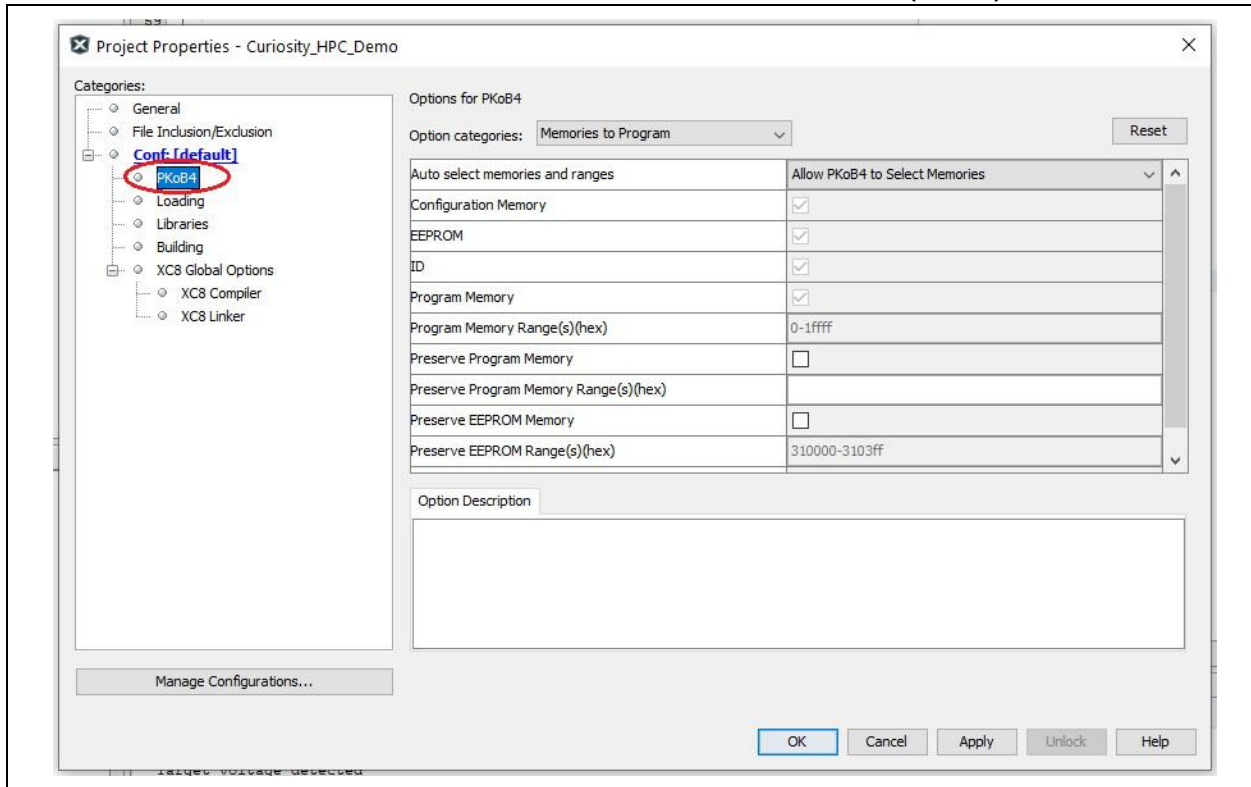 Project Properties - Curiosity_HPC_Demo
Categories:
General
File Inclusion/Exclusion
Conf: [default]
PKoB4
Loading
Libraries
Building
XC8 Global Options
XC8 Compiler
XC8 Linker
Manage Configurations...
Options for PKoB4
Option categories: Memories to Program Reset
Auto select memories and ranges Allow PKoB4 to Select Memories
Configuration Memory
EEPROM
ID
Program Memory
Program Memory Range(s)(hex) 0-1ffff
Preserve Program Memory
Preserve Program Memory Range(s)(hex)
Preserve EEPROM Memory
Preserve EEPROM Range(s)(hex) 310000-3103ff
Option Description
OK Cancel Apply Unlock Help
Target voltage detected